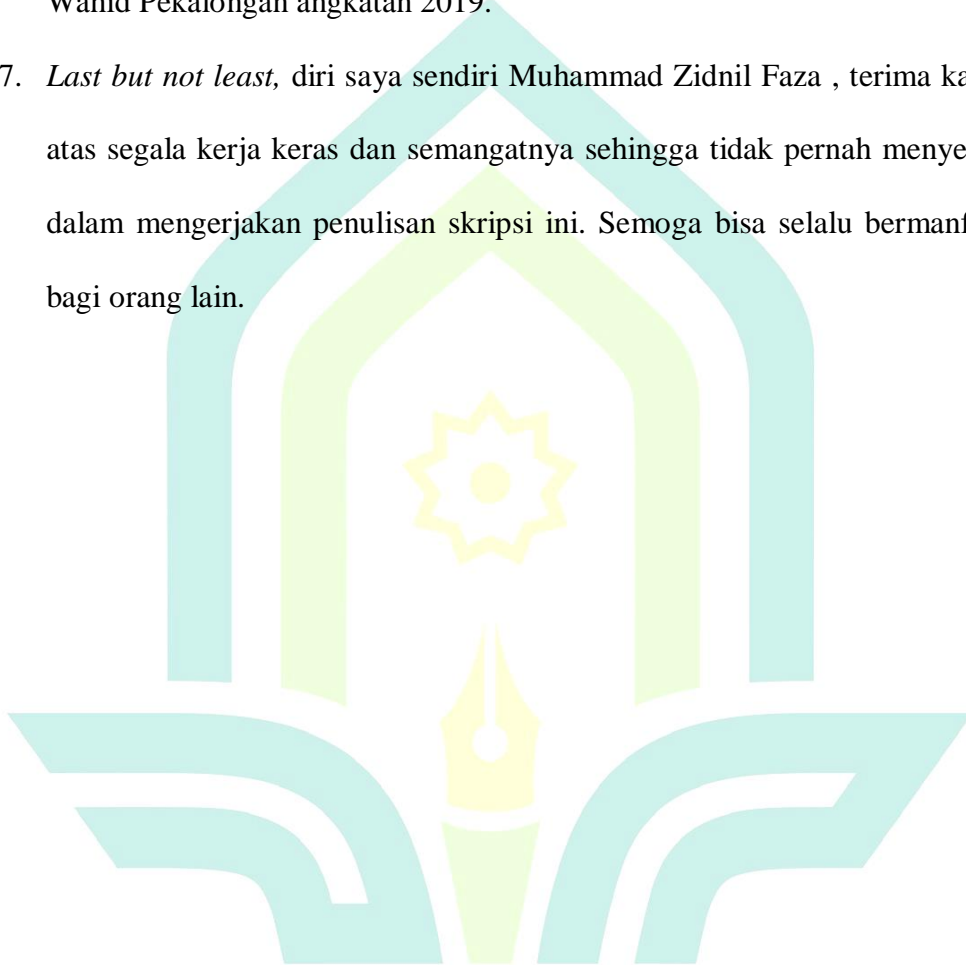 Wahid Pekalongan angkatan 2019.
7. Last but not least, diri saya sendiri Muhammad Zidnil Faza , terima ka
atas segala kerja keras dan semangatnya sehingga tidak pernah menye
dalam mengerjakan penulisan skripsi ini. Semoga bisa selalu bermanf
bagi orang lain.